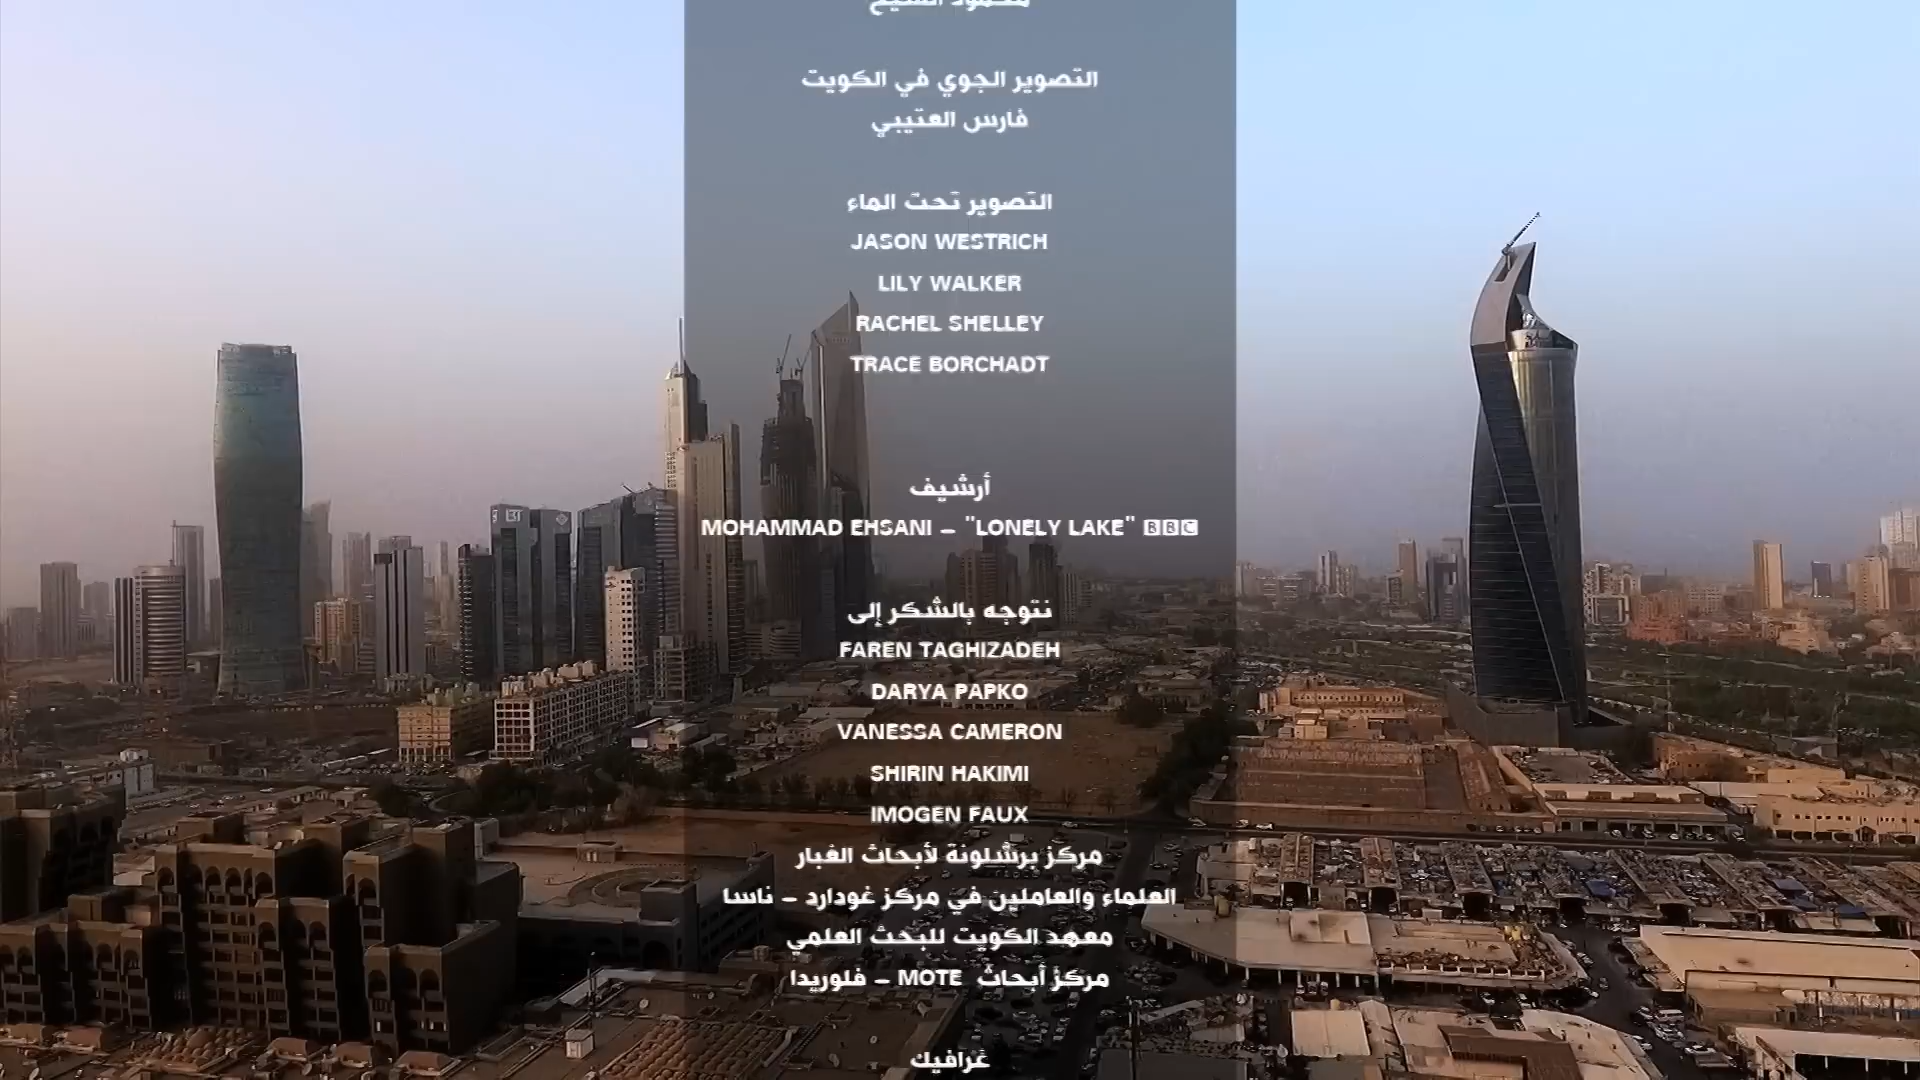 محمود الشيخ
التصوير الجوي في الكويت
فارس العتيبي
التصوير تحت الماء
JASON WESTRICH
LILY WALKER
RACHEL SHELLEY
TRACE BORCHADT
أرشيف
MOHAMMAD EHSANI – "LONELY LAKE" BBC
نتوجه بالشكر إلى
FAREN TAGHIZADEH
DARYA PAPKO
VANESSA CAMERON
SHIRIN HAKIMI
IMOGEN FAUX
مركز برشلونة لأبحاث الغبار
العلماء والعاملين في مركز غودارد – ناسا
معهد الكويت للبحث العلمي
مركز أبحاث MOTE – فلوريدا
غرافيك